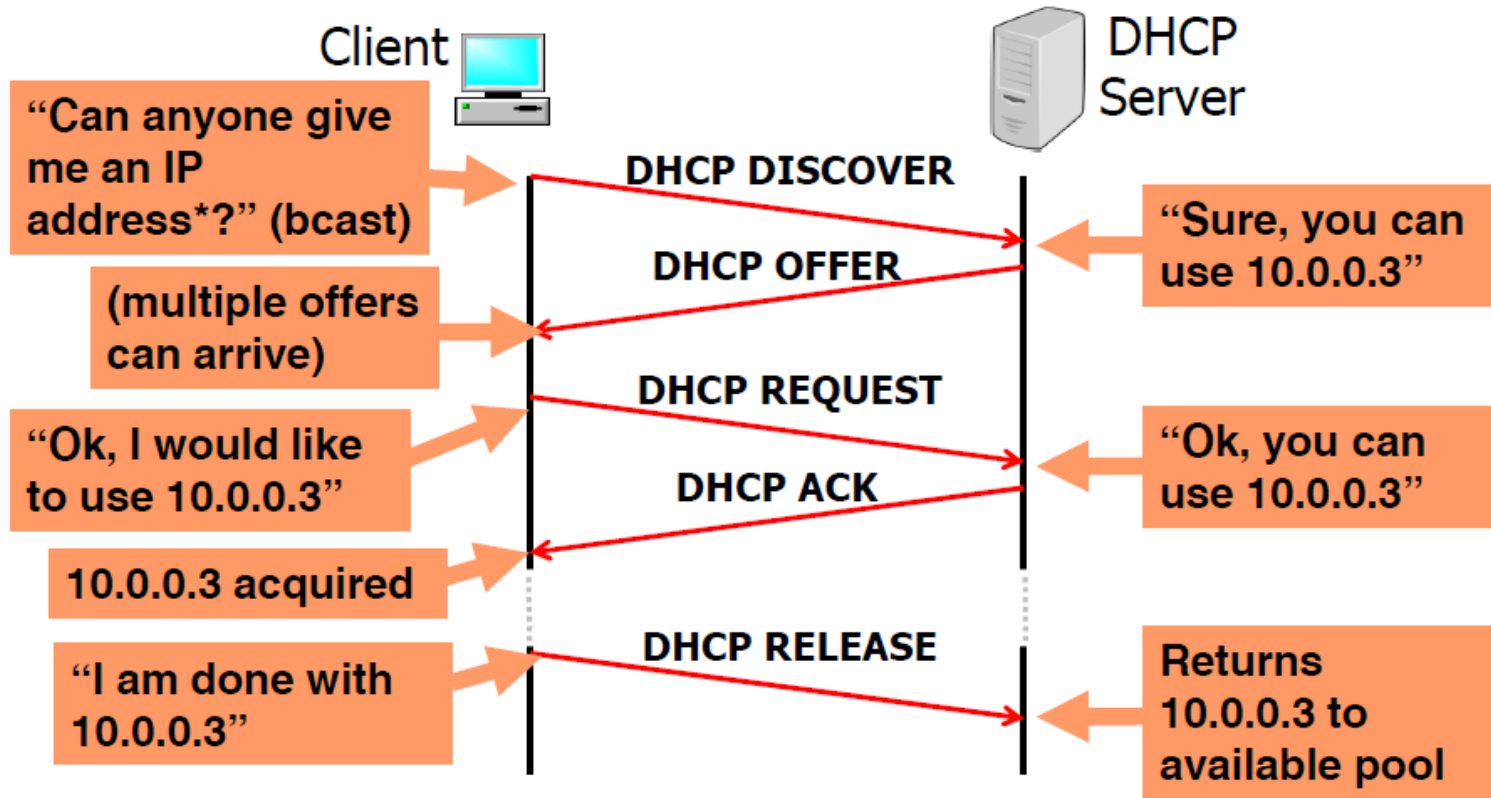 Client
DHCP
Server
“Can anyone give
me an IP
address*?” (bcast)
DHCP DISCOVER
“Sure, you can
use 10.0.0.3”
DHCP OFFER
(multiple offers
can arrive)
DHCP REQUEST
“Ok, I would like
to use 10.0.0.3”
“Ok, you can
use 10.0.0.3”
DHCP ACK
10.0.0.3 acquired
DHCP RELEASE
“I am done with
10.0.0.3”
Returns
10.0.0.3 to
available pool